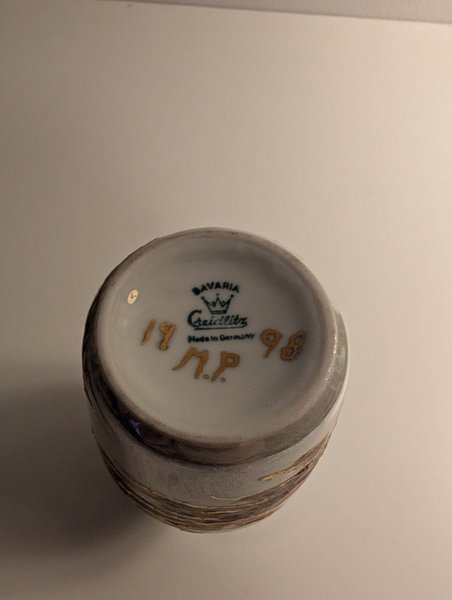 BAVARIA
Creidlitz
Made in Germany
19 98
M.P.